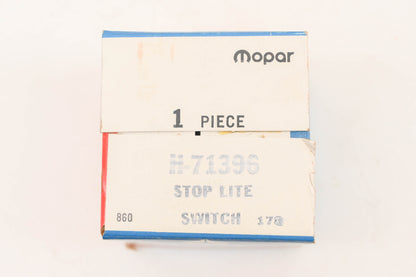 mopar
1 PIECE
H-71396
STOP LITE
860 SWITCH 178